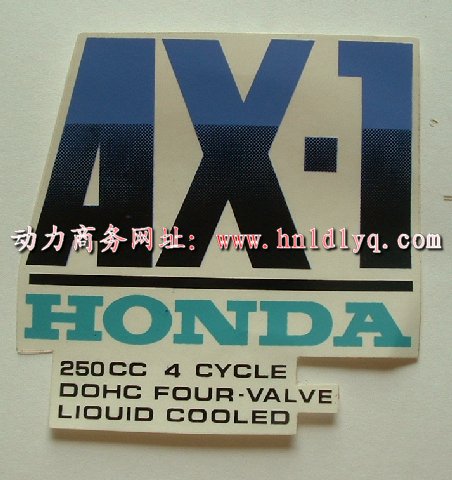 AX-1
动力商务网址：www.hnldlyq.com
HONDA
250CC 4 CYCLE
DOHC FOUR-VALVE
LIQUID COOLED